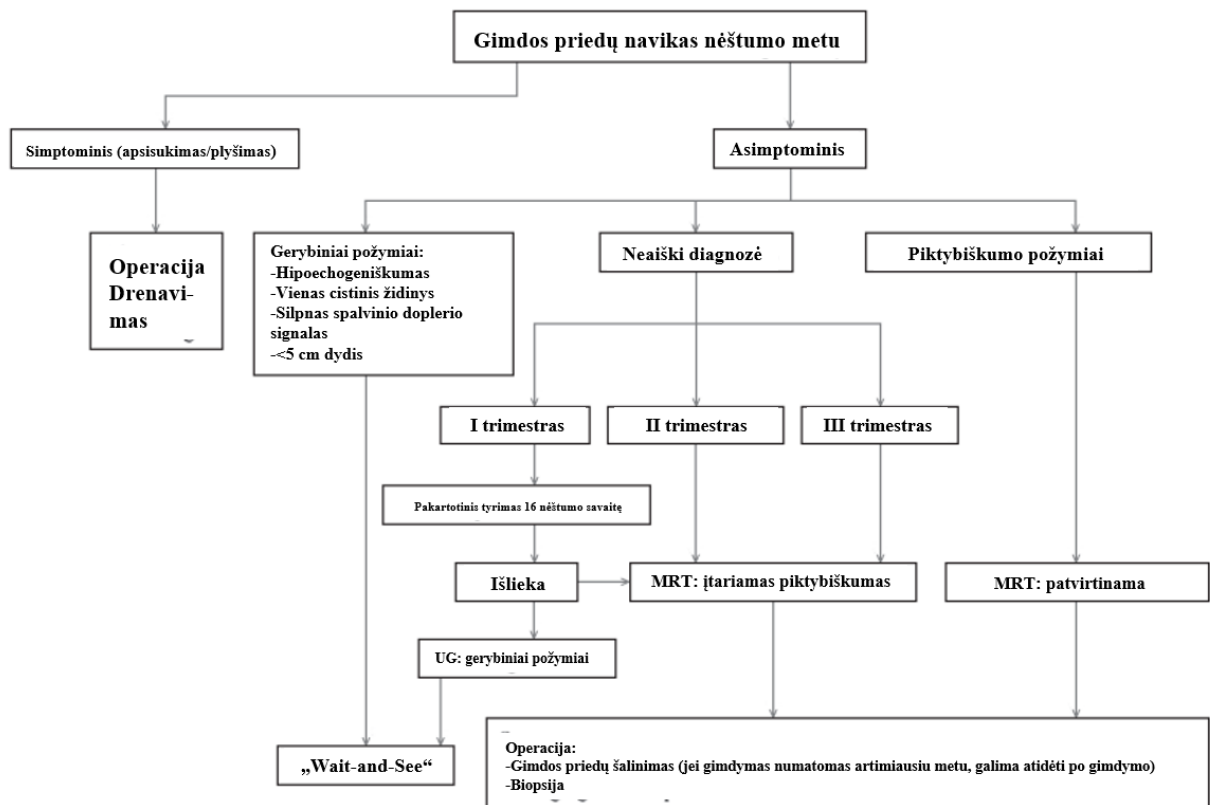 Gimdos priedų navikas nėštumo metu
Simptominis (apsisukimas/plyšimas)
Asimptominis
Operacija
Drenavi-
mas
Gerybiniai požymiai:
-Hipoechogeniškumas
-Vienas cistinis židinys
-Silpnas spalvinio doplerio
signalas
-<5 cm dydis
Neaiški diagnozė
Piktybiškumo požymiai
I trimestras
II trimestras
III trimestras
Pakartotinis tyrimas 16 nėštumo savaitę
Išlieka
MRT: įtariamas piktybiškumas
MRT: patvirtinama
UG: gerybiniai požymiai
„Wait-and-See“
Operacija:
-Gimdos priedų šalinimas (jei gimdymas numatomas artimiausiu metu, galima atidėti po gimdymo)
-Biopsija